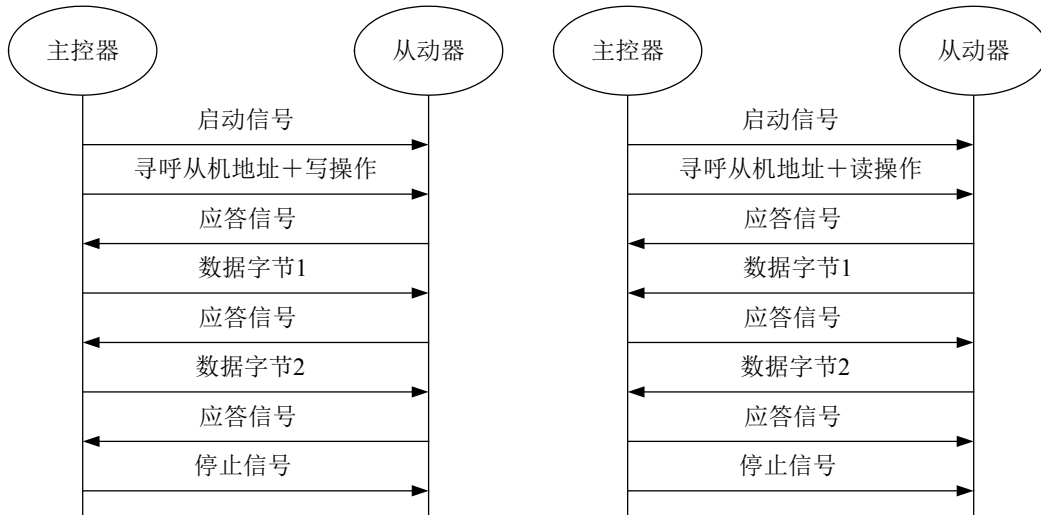 主控器
从动器
启动信号
寻呼从机地址＋写操作
应答信号
数据字节1
应答信号
数据字节2
应答信号
停止信号
主控器
从动器
启动信号
寻呼从机地址＋读操作
应答信号
数据字节1
应答信号
数据字节2
应答信号
停止信号